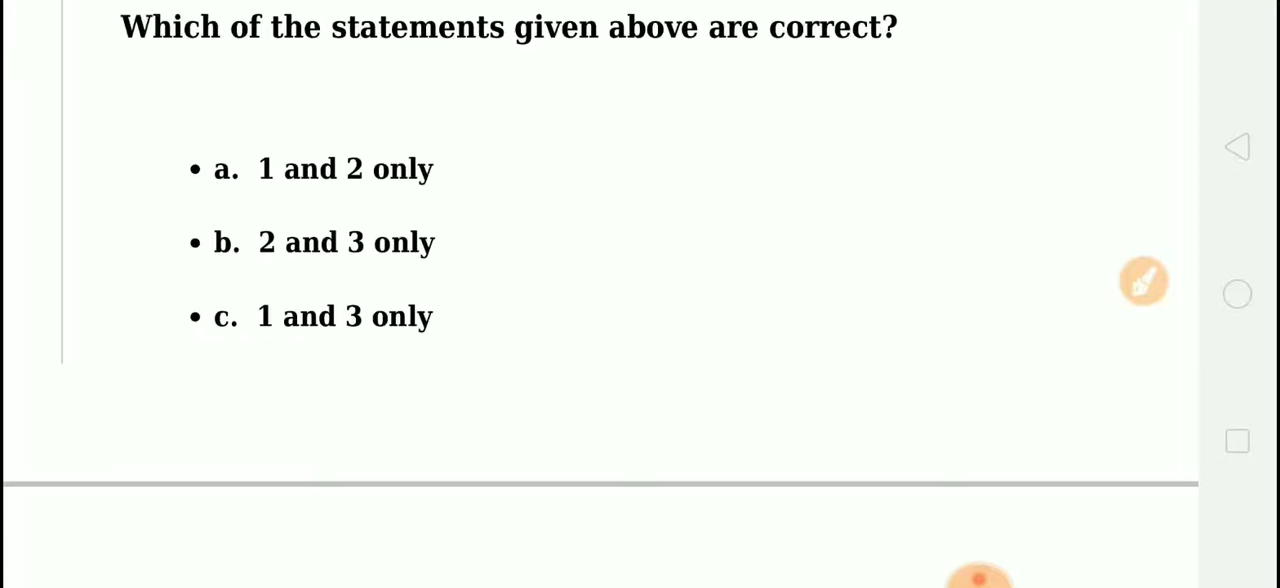 Which of the statements given above are correct?
• a. 1 and 2 only
• b. 2 and 3 only
• c. 1 and 3 only